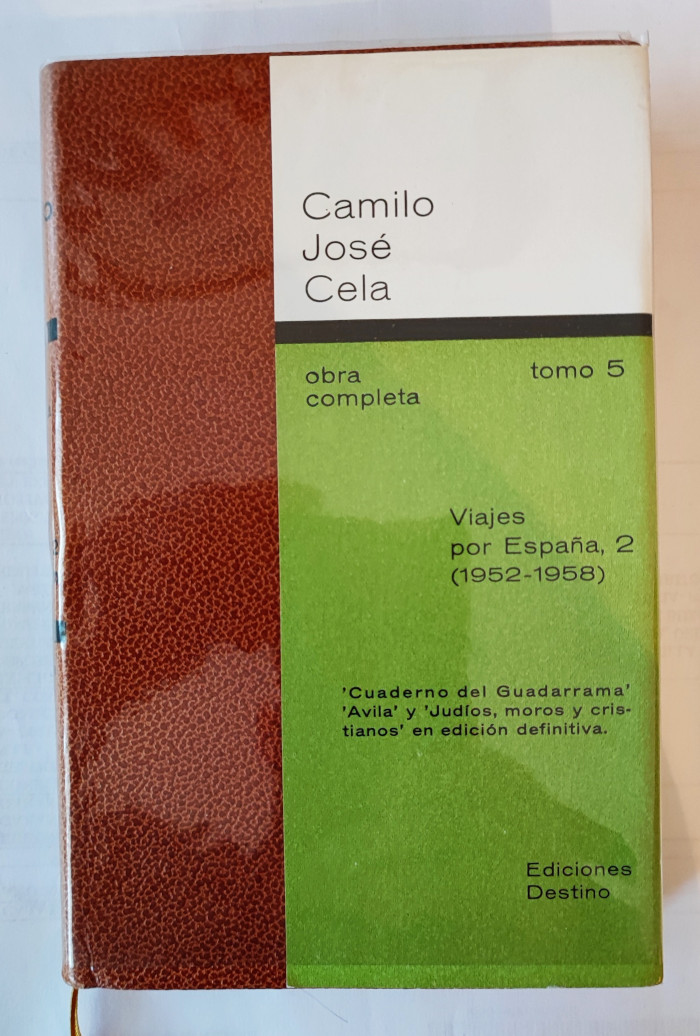 Camilo
José
Cela
obra
completa
tomo 5
Viajes
por España, 2
(1952-1958)
'Cuaderno del Guadarrama'
'Avila' y 'Judíos, moros y cris-
tianos' en edición definitiva.
Ediciones
Destino